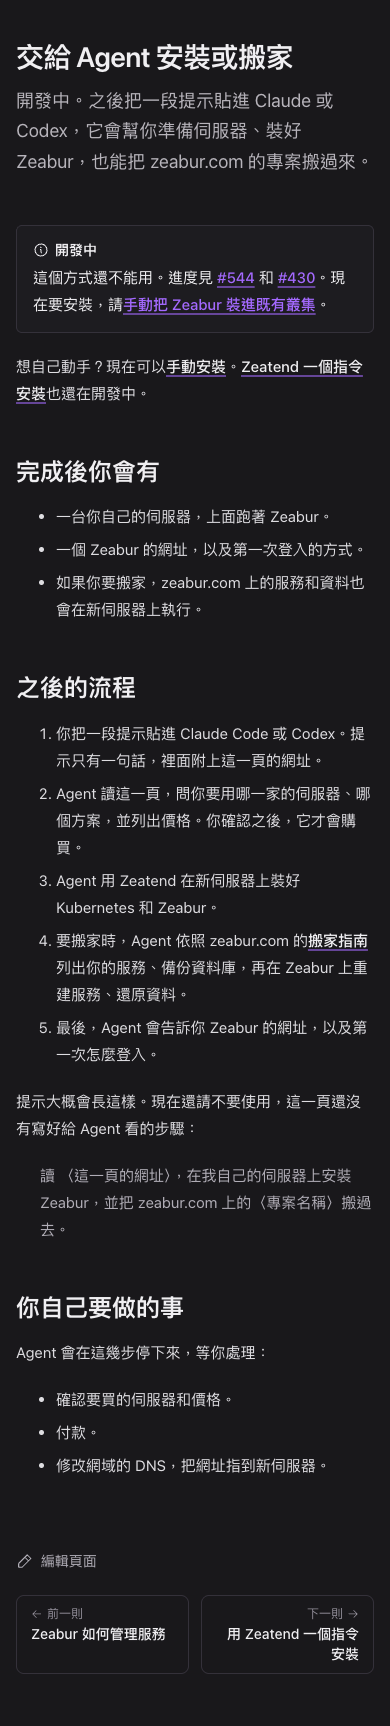 交給 Agent 安裝或搬家
開發中。之後把一段提示貼進 Claude 或
Codex，它會幫你準備伺服器、裝好
Zeabur，也能把 zeabur.com 的專案搬過來。
開發中
這個方式還不能用。進度見 #544 和 #430。現
在要安裝，請手動把 Zeabur 裝進既有叢集。
想自己動手？現在可以手動安裝。Zeatend 一個指令
安裝也還在開發中。
完成後你會有
• 一台你自己的伺服器，上面跑著 Zeabur。
• 一個 Zeabur 的網址，以及第一次登入的方式。
• 如果你要搬家，zeabur.com 上的服務和資料也
會在新伺服器上執行。
之後的流程
1. 你把一段提示貼進 Claude Code 或 Codex。提
示只有一句話，裡面附上這一頁的網址。
2. Agent 讀這一頁，問你要用哪一家的伺服器、哪
個方案，並列出價格。你確認之後，它才會購
買。
3. Agent 用 Zeatend 在新伺服器上裝好
Kubernetes 和 Zeabur。
4. 要搬家時，Agent 依照 zeabur.com 的搬家指南
列出你的服務、備份資料庫，再在 Zeabur 上重
建服務、還原資料。
5. 最後，Agent 會告訴你 Zeabur 的網址，以及第
一次怎麼登入。
提示大概會長這樣。現在還請不要使用，這一頁還沒
有寫好給 Agent 看的步驟：
讀〈這一頁的網址〉，在我自己的伺服器上安裝
Zeabur，並把 zeabur.com 上的〈專案名稱〉搬過
去。
你自己要做的事
Agent 會在這幾步停下來，等你處理：
• 確認要買的伺服器和價格。
• 付款。
• 修改網域的 DNS，把網址指到新伺服器。
編輯頁面
← 前一則
Zeabur 如何管理服務
下一則 →
用 Zeatend 一個指令
安裝